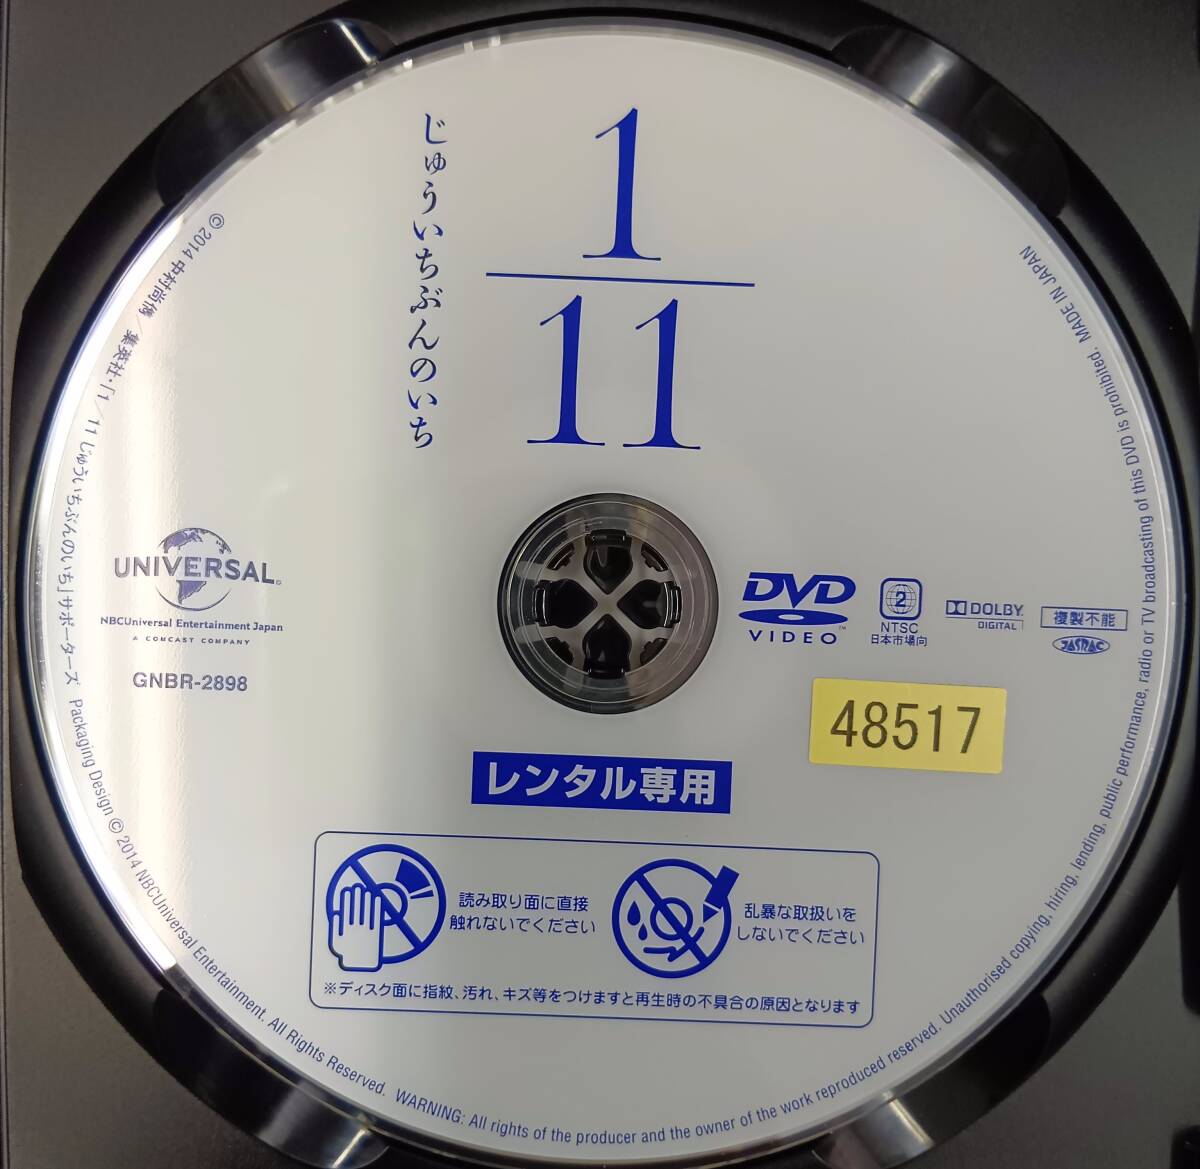 1
11
じゅういちぶんのいち
UNIVERSAL
NBCUniversal Entertainment Japan
A COMCAST COMPANY
GNBR-2898
DVD
VIDEO
TM
2
NTSC
日本市場向
DOLBY
DIGITAL
複製不能
JASRAC
48517
レンタル専用
読み取り面に直接
触れないでください
乱暴な取扱いを
しないでください
※ディスク面に指紋、汚れ、キズ等をつけますと再生時の不具合の原因となります
© 2014 中村尚儁/集英社・「1/11 じゅういちぶんのいち」サポーターズ Packaging Design © 2014 NBCUniversal Entertainment. All Rights Reserved. WARNING: All rights of the producer and the owner of the work reproduced reserved. Unauthorised copying, hiring, lending, public performance, radio or TV broadcasting of this DVD is prohibited. MADE IN JAPAN